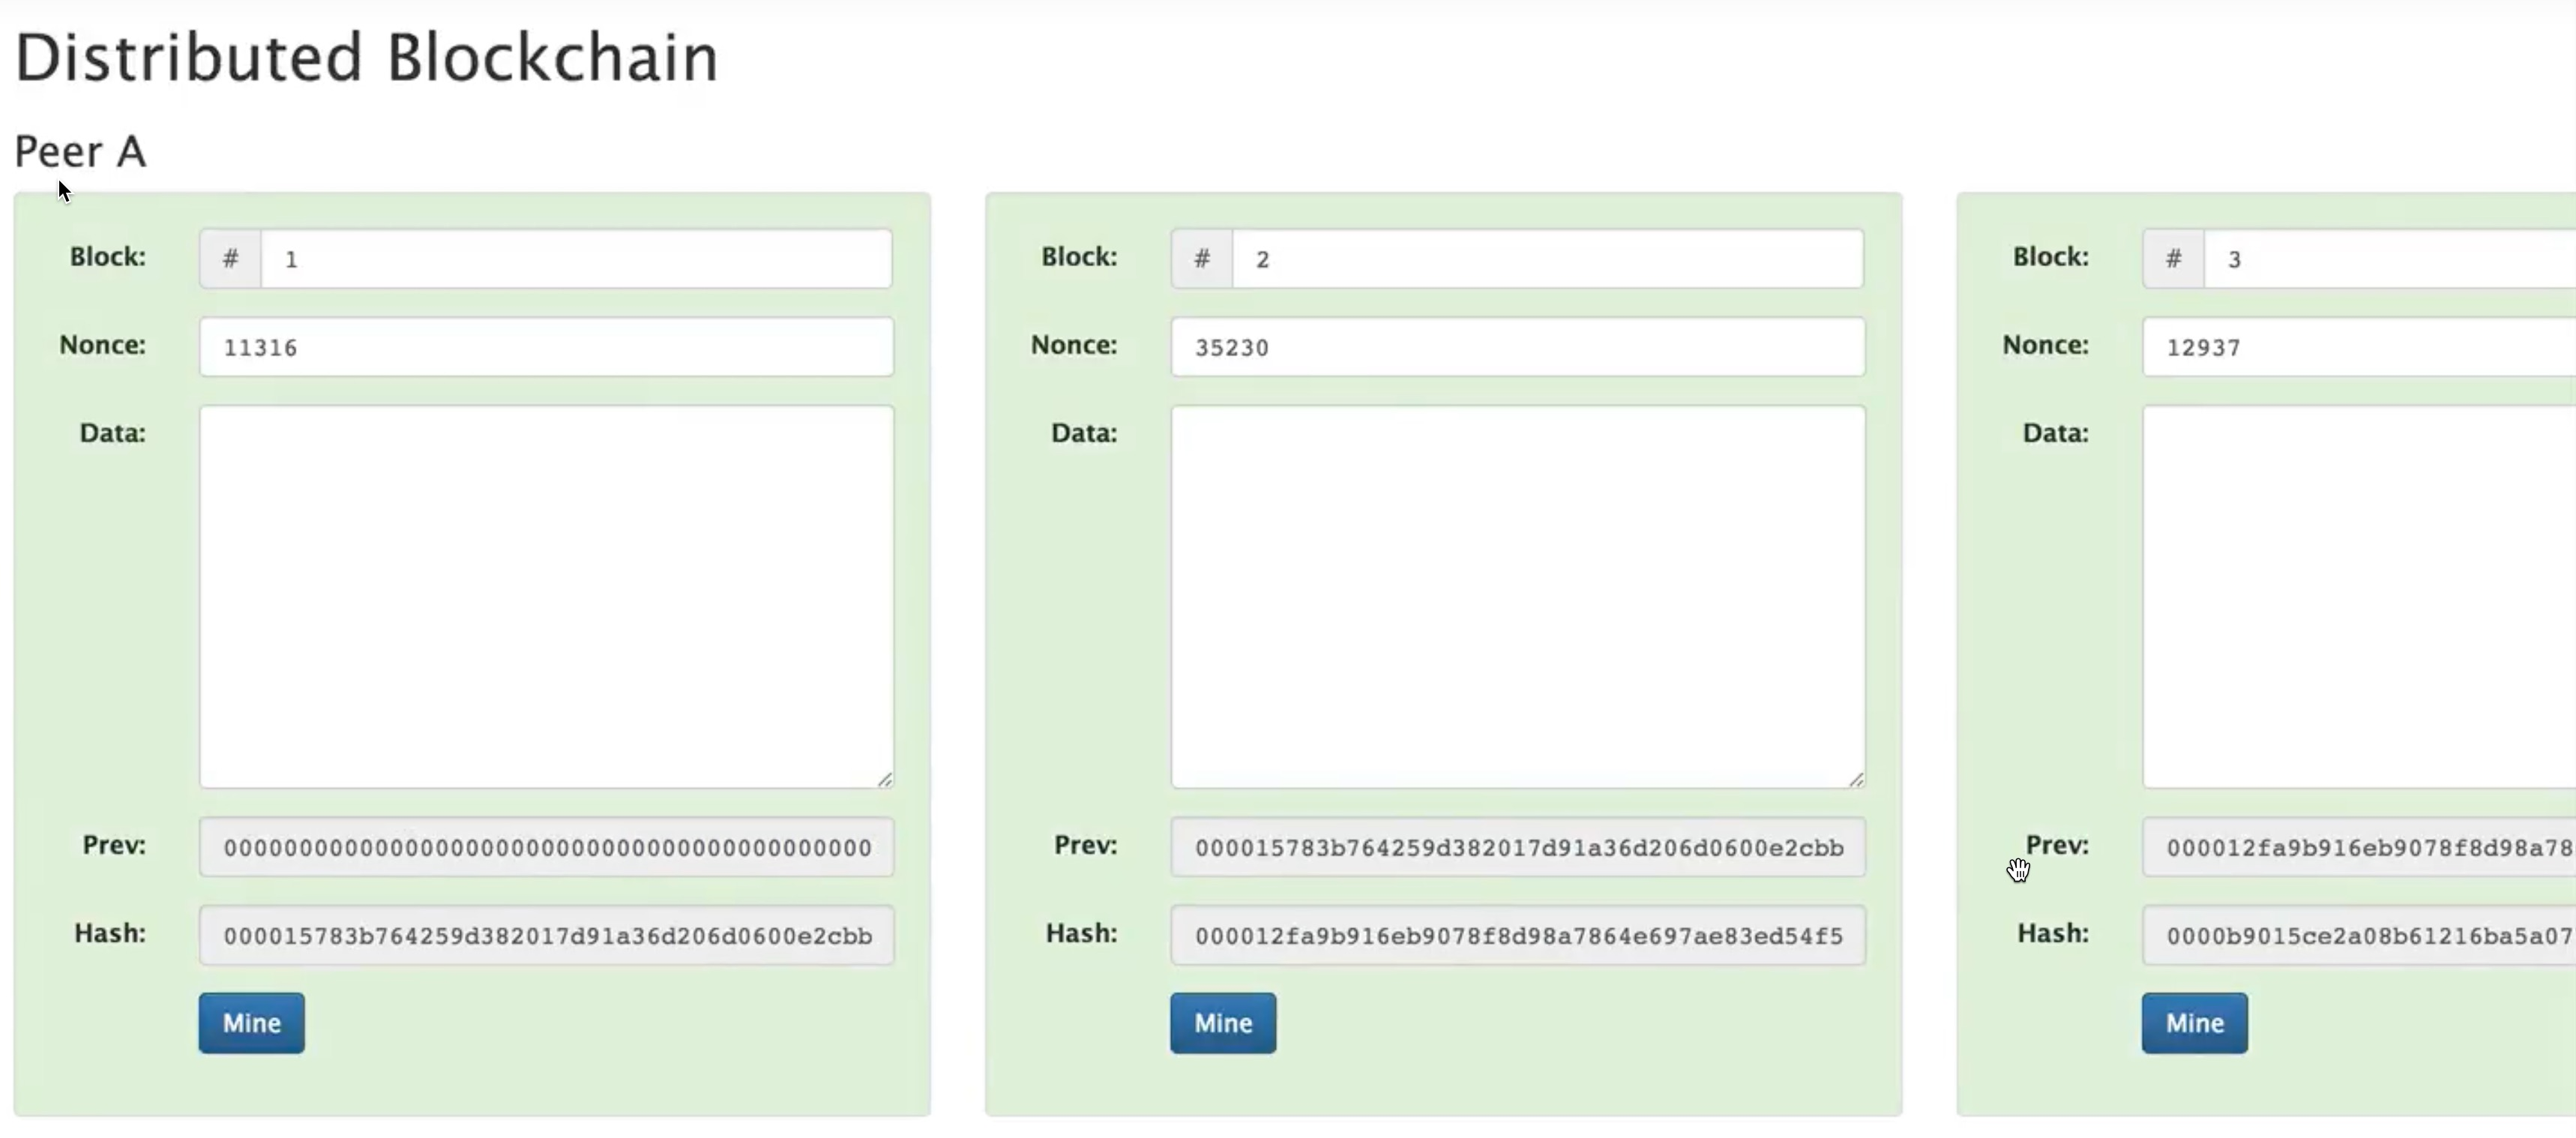 Distributed Blockchain
Peer A
Block: # 1
Nonce: 11316
Data:
Prev: 00000000000000000000000000000000000000000000
Hash: 000015783b764259d382017d91a36d206d0600e2cbb
Mine
Block: # 2
Nonce: 35230
Data:
Prev: 000015783b764259d382017d91a36d206d0600e2cbb
Hash: 000012fa9b916eb9078f8d98a7864e697ae83ed54f5
Mine
Block: # 3
Nonce: 12937
Data:
Prev: 000012fa9b916eb9078f8d98a78
Hash: 0000b9015ce2a08b61216ba5a07
Mine